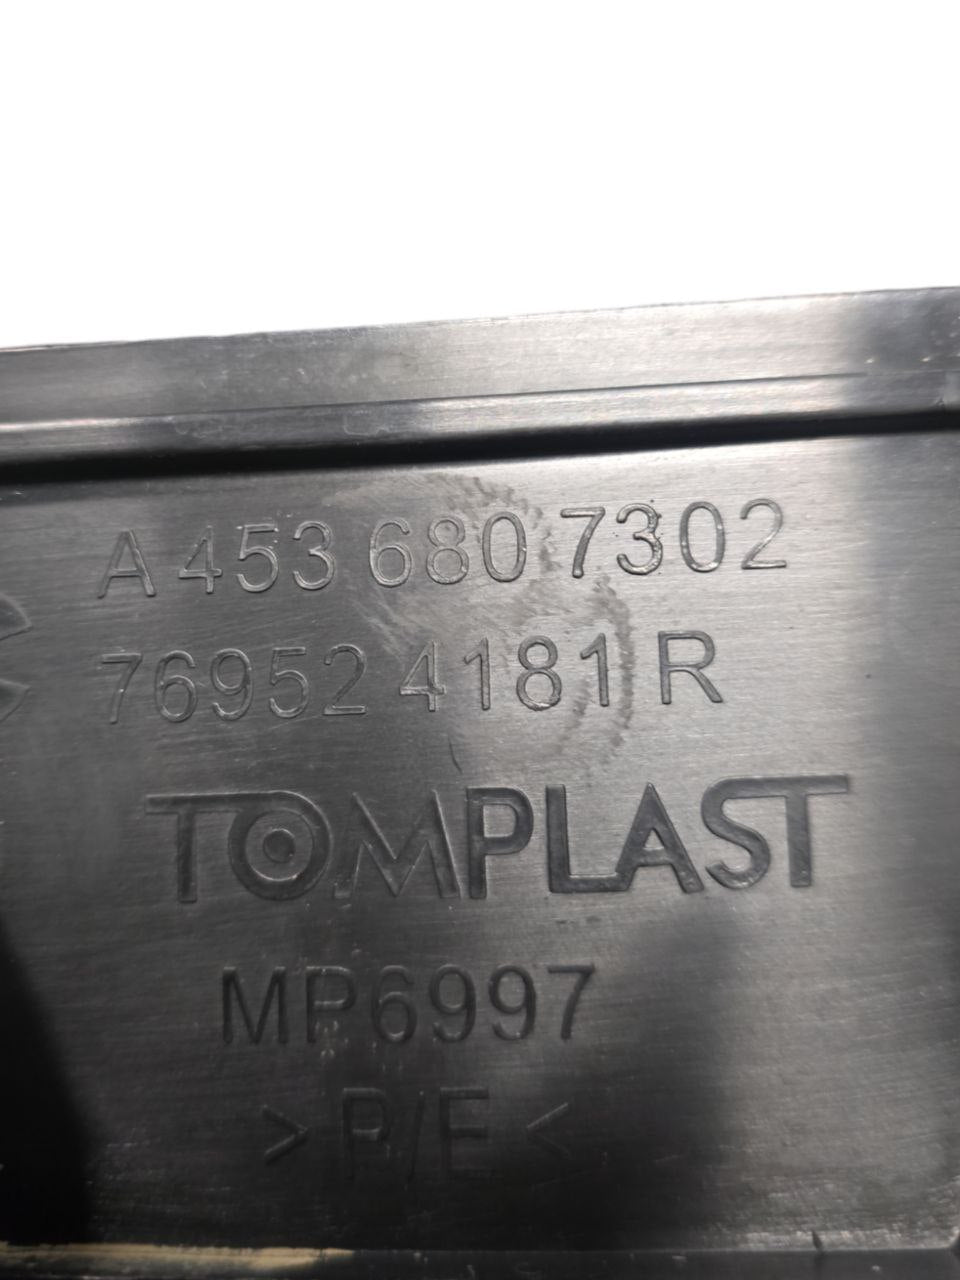 A 453 680 7302
76952 4181 R
TOMPLAST
MP6997
>P/E<